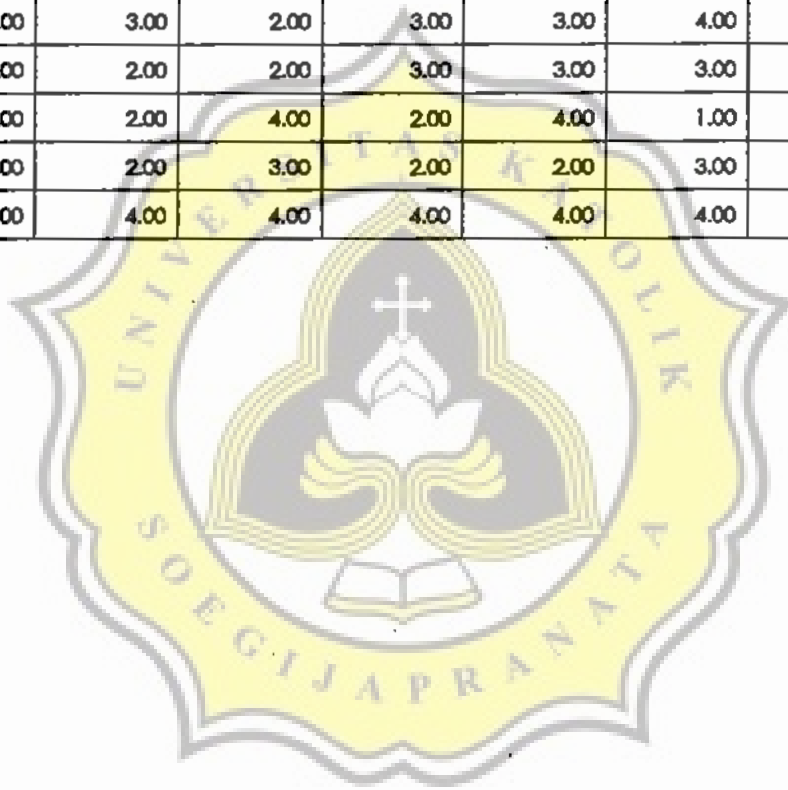 00 3.00 2.00 3.00 3.00 4.00
00 2.00 2.00 3.00 3.00 3.00
00 2.00 4.00 2.00 4.00 1.00
00 2.00 3.00 2.00 2.00 3.00
00 4.00 4.00 4.00 4.00 4.00
UNIVERSITAS KATOLIK
SOEGIJAPRANATA